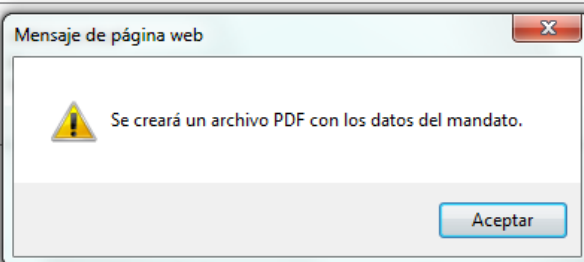 Mensaje de página web
Se creará un archivo PDF con los datos del mandato.
Aceptar